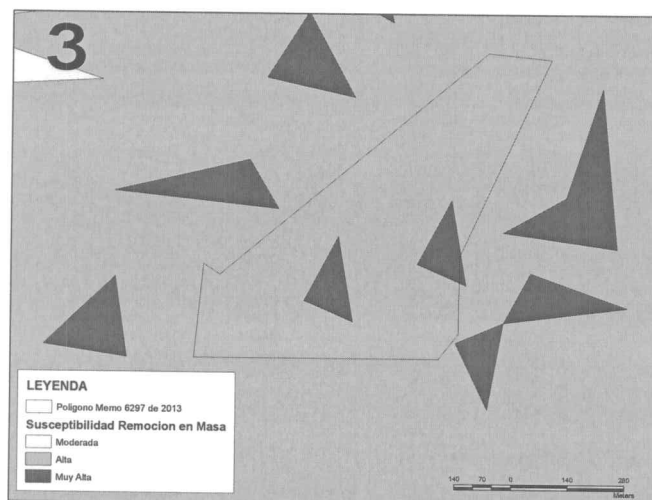 3
LEYENDA
Poligono Memo 6297 de 2013
Susceptibilidad Remocion en Masa
Moderada
Alta
Muy Alta
140 70 0 140 280
Meters